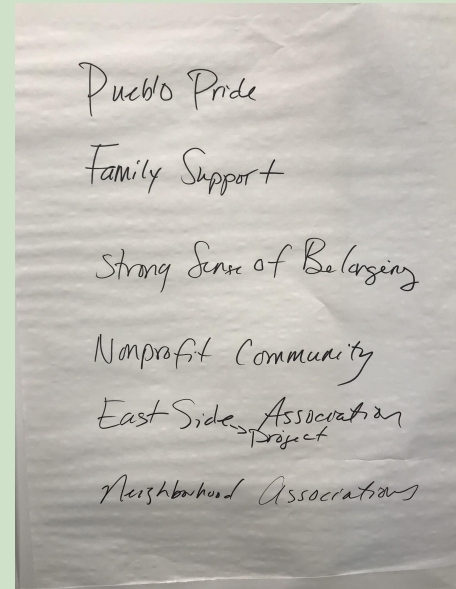 Pueblo Pride
Family Support
Strong Sense of Belonging
Nonprofit Community
East Side Association
Project
Neighborhood Associations